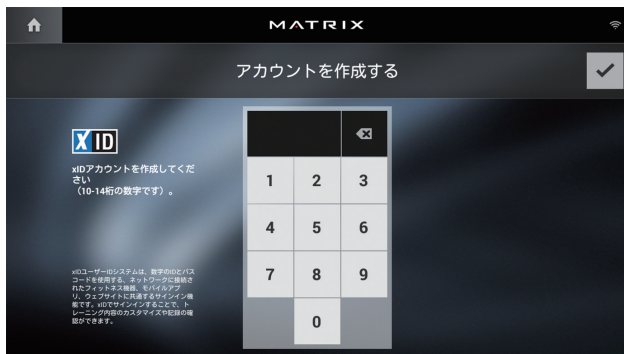 MATRIX
アカウントを作成する
X ID
xIDアカウントを作成してくだ
さい
（10-14桁の数字です）。
1 2 3
4 5 6
7 8 9
0
xIDユーザーIDシステムは、数字のIDとパス
コードを使用する、ネットワークに接続さ
れたフィットネス機器、モバイルアプ
リ、ウェブサイトに共通するサインイン機
能です。xIDでサインインすることで、ト
レーニング内容のカスタマイズや記録の確
認ができます。